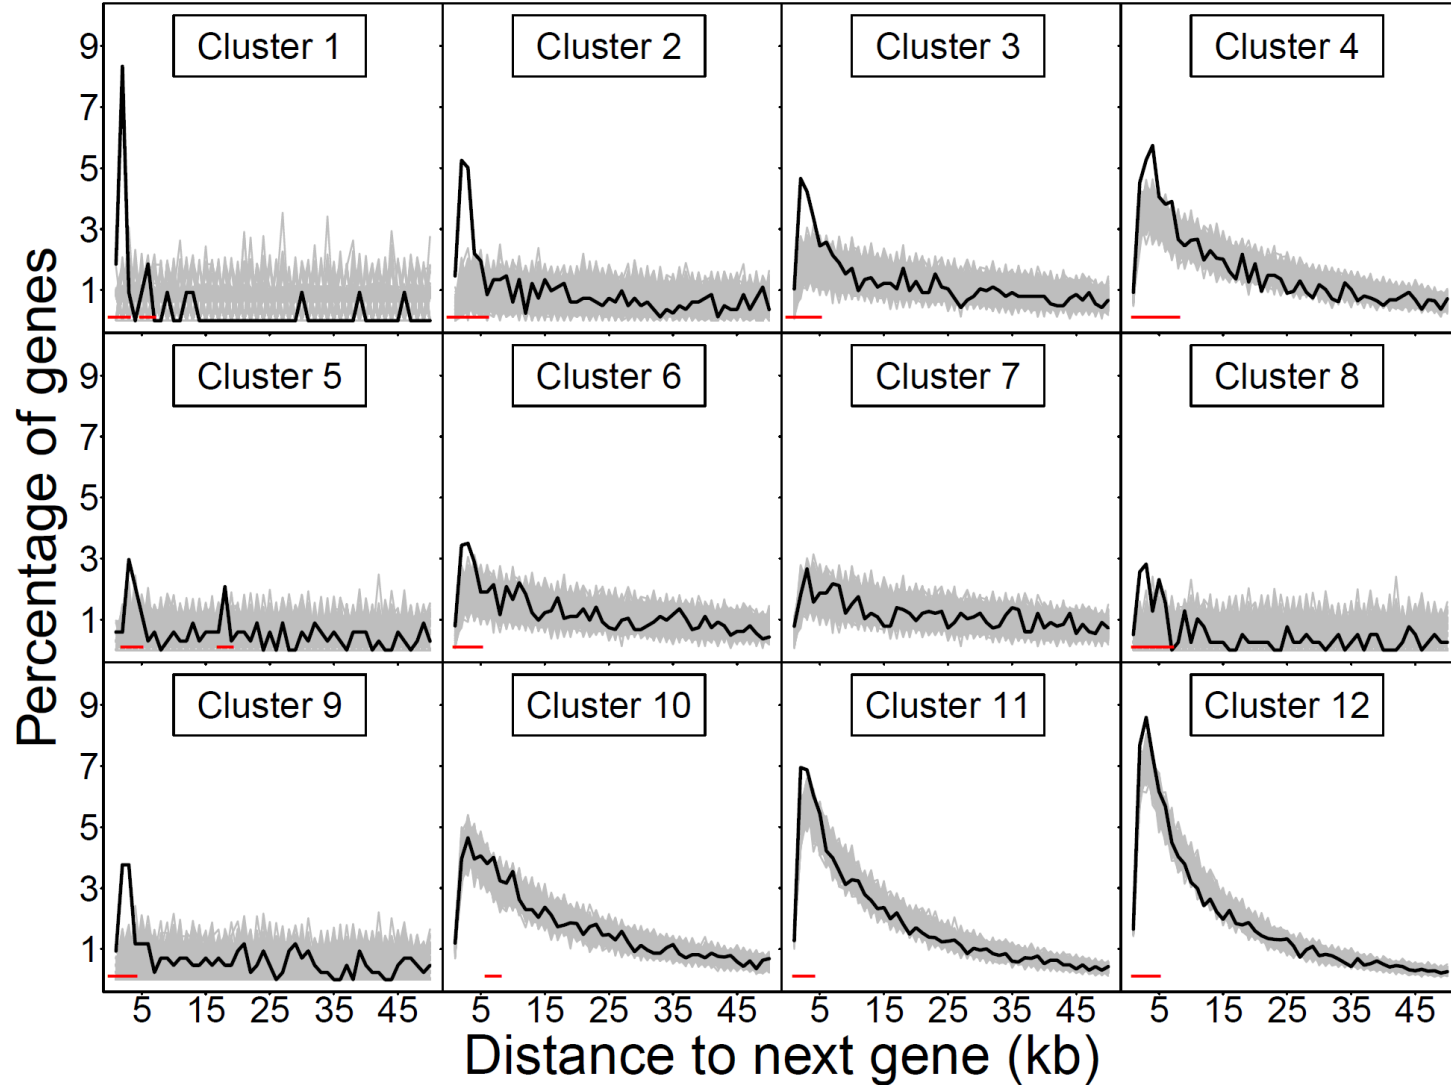 Percentage of genes
Cluster 1
Cluster 2
Cluster 3
Cluster 4
9
7
5
3
1
Cluster 5
Cluster 6
Cluster 7
Cluster 8
9
7
5
3
1
Cluster 9
Cluster 10
Cluster 11
Cluster 12
9
7
5
3
1
5 15 25 35 45 5 15 25 35 45 5 15 25 35 45 5 15 25 35 45
Distance to next gene (kb)